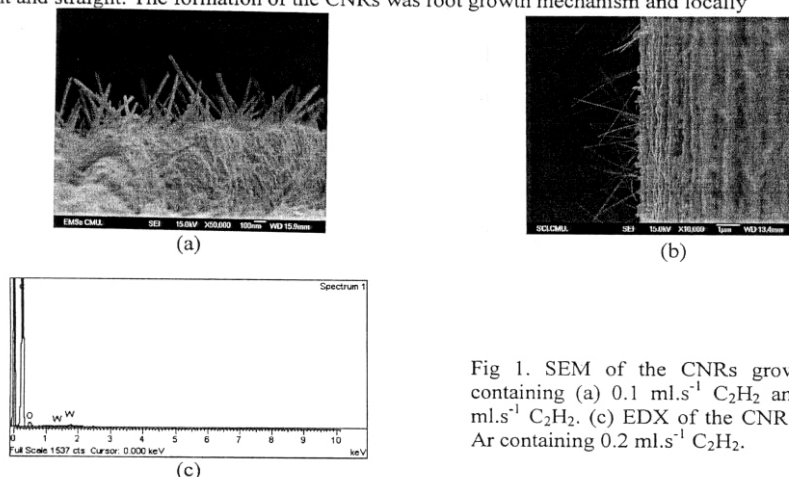 and straight. The formation of the CNRs was root growth mechanism and locally
EMSc CMU. SEI 15.0kV X50,000 100nm WD 15.9mm
(a)
SCI.CMU. SEI 15.0kV X10,000 1µm WD 13.4mm
(b)
Spectrum 1
O
W W
0 1 2 3 4 5 6 7 8 9 10
Full Scale 1537 cts Cursor: 0.000 keV keV
(c)
Fig 1. SEM of the CNRs
containing (a) 0.1 ml.s⁻¹ C₂H₂
ml.s⁻¹ C₂H₂. (c) EDX of the CNR
Ar containing 0.2 ml.s⁻¹ C₂H₂.